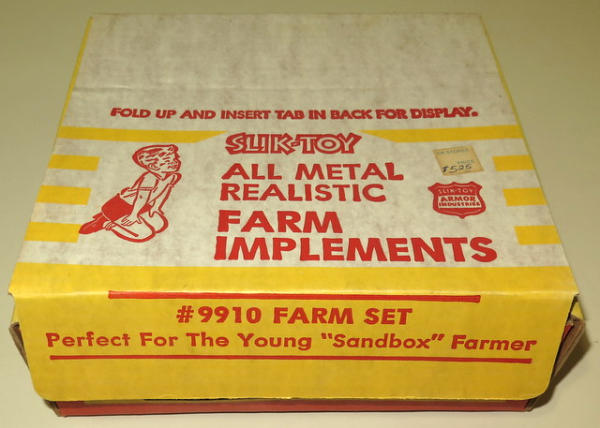 FOLD UP AND INSERT TAB IN BACK FOR DISPLAY.
SLIK-TOY
ALL METAL
REALISTIC
FARM
IMPLEMENTS
SLIK-TOY
ARMOR
INDUSTRIES
#9910 FARM SET
Perfect For The Young "Sandbox" Farmer